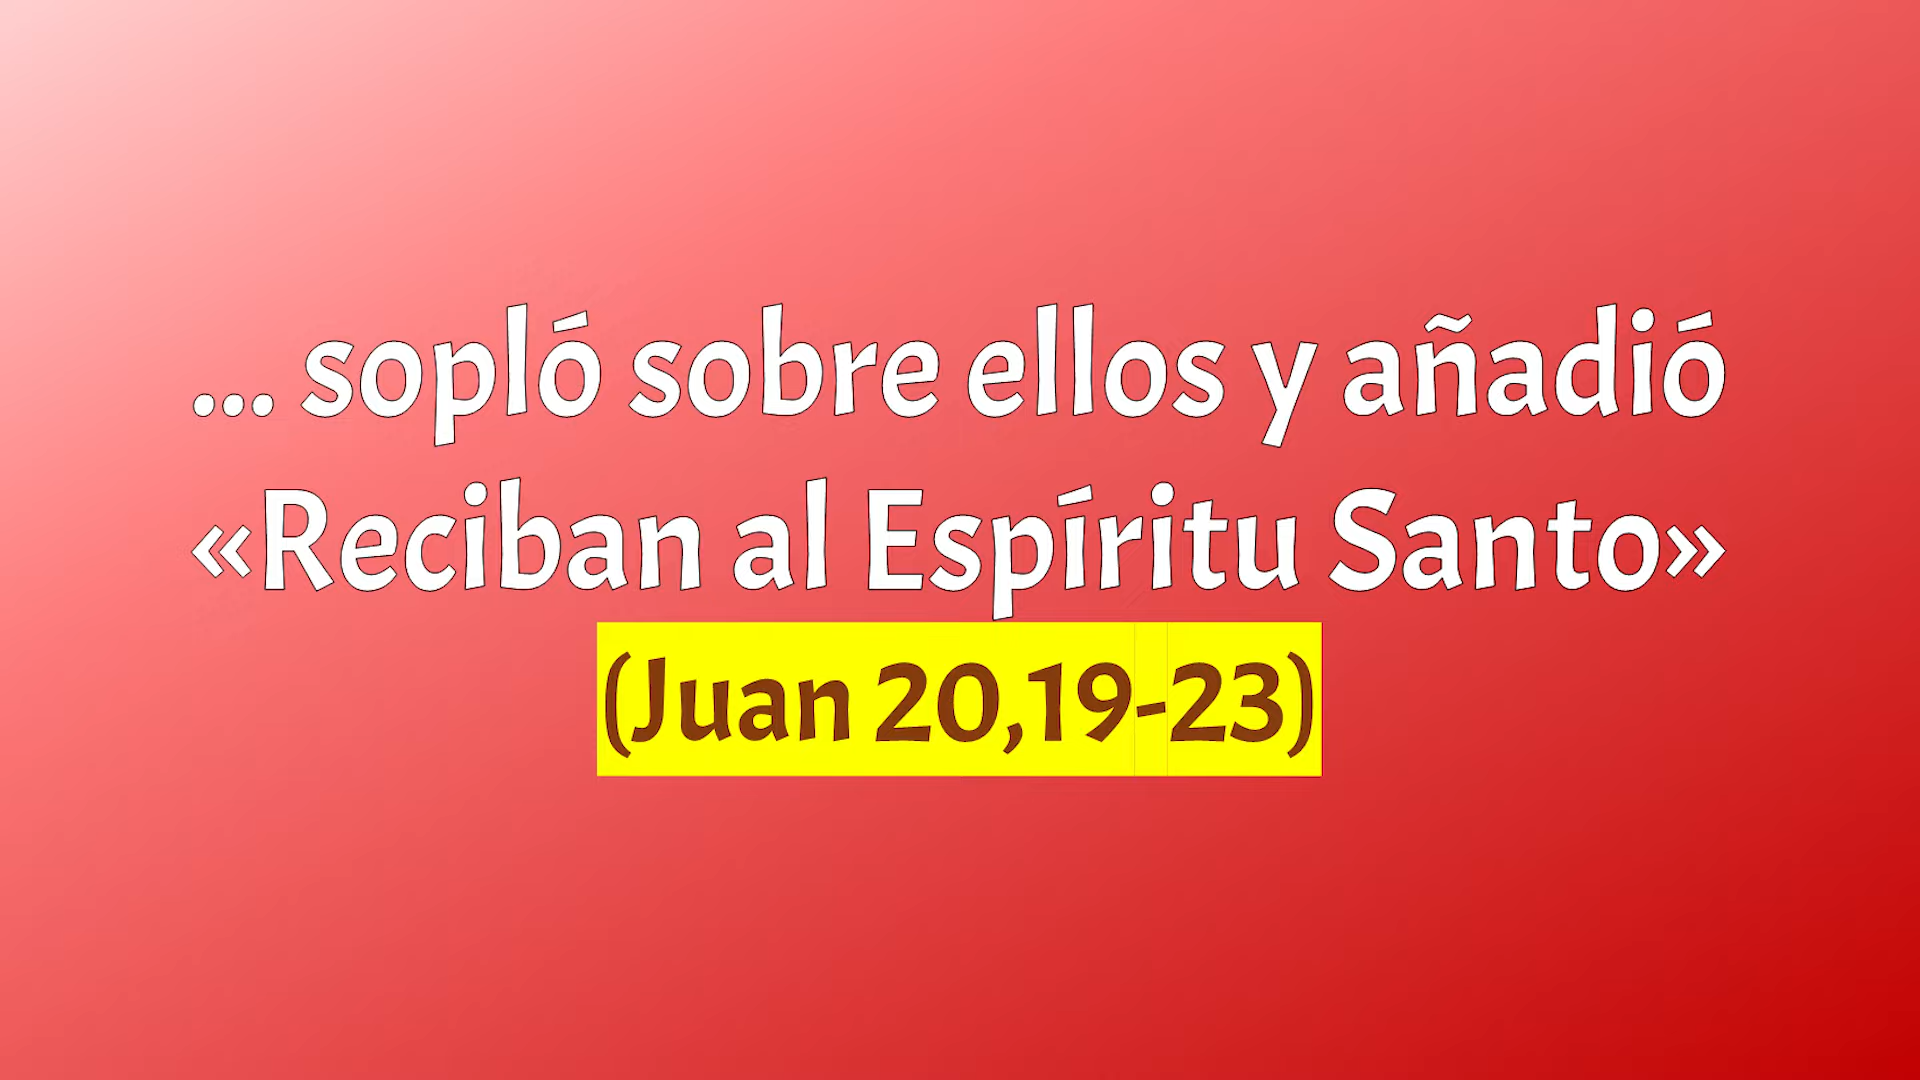 ... sopló sobre ellos y añadió
«Reciban al Espíritu Santo»
(Juan 20,19-23)